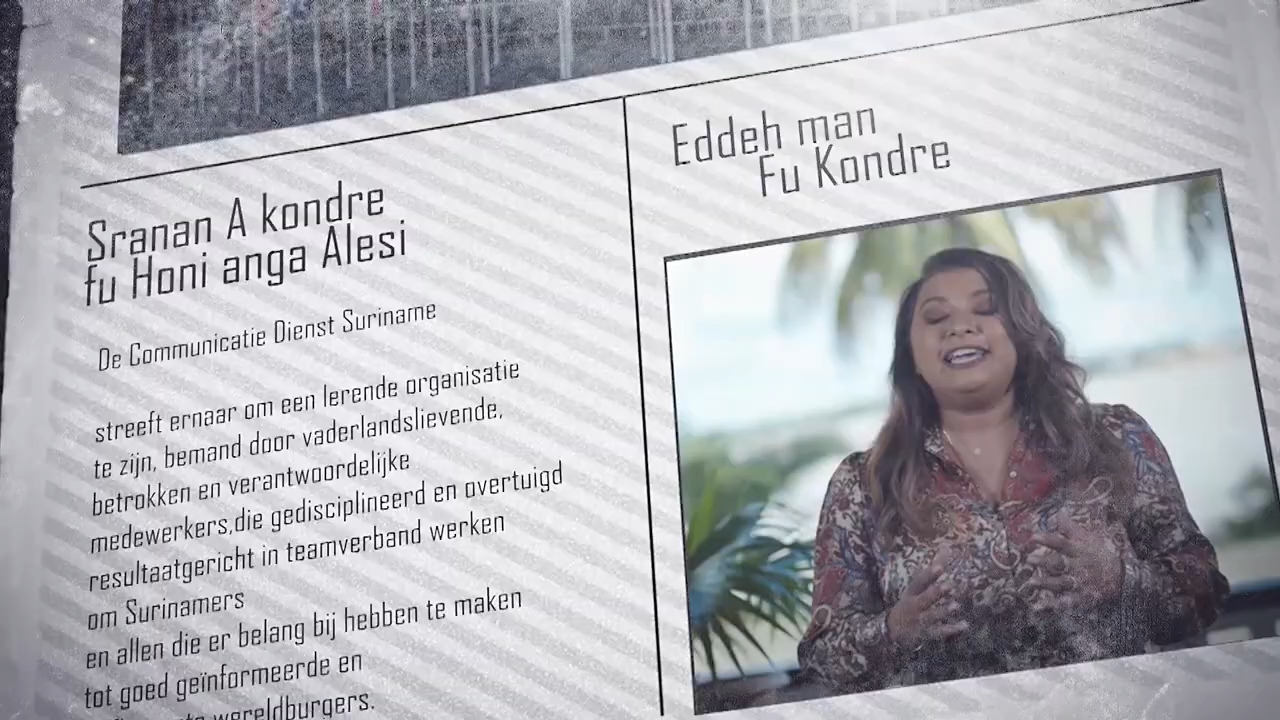 Sranan A kondre
fu Honi anga Alesi
De Communicatie Dienst Suriname
streeft ernaar om een lerende organisatie
te zijn, bemand door vaderlandslievende,
betrokken en verantwoordelijke
medewerkers,die gedisciplineerd en overtuigd
resultaatgericht in teamverband werken
om Surinamers
en allen die er belang bij hebben te maken
tot goed geïnformeerde en
wereldburgers.
Eddeh man
Fu Kondre